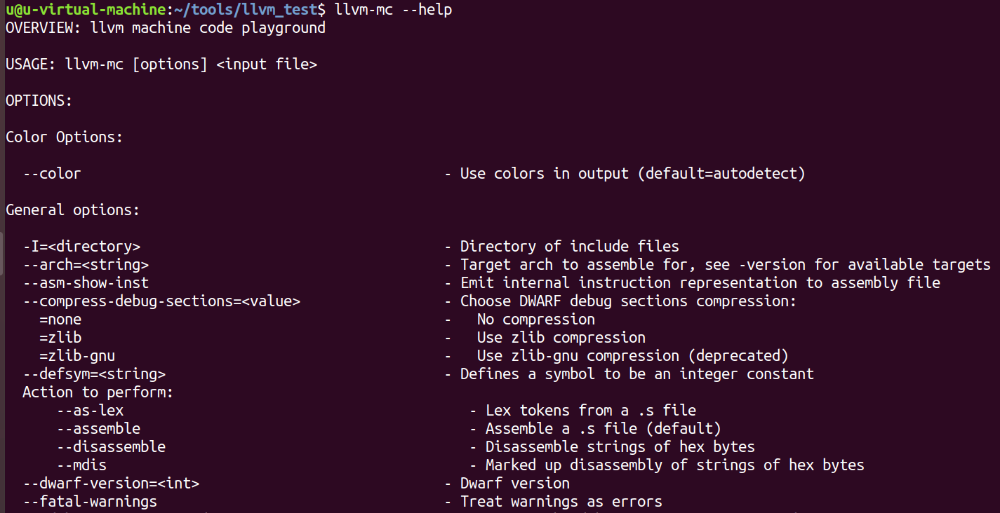 u@u-virtual-machine:~/tools/llvm_test$ llvm-mc --help
OVERVIEW: llvm machine code playground
USAGE: llvm-mc [options] <input file>
OPTIONS:
Color Options:
--color - Use colors in output (default=autodetect)
General options:
-I=<directory> - Directory of include files
--arch=<string> - Target arch to assemble for, see -version for available targets
--asm-show-inst - Emit internal instruction representation to assembly file
--compress-debug-sections=<value> - Choose DWARF debug sections compression:
=none - No compression
=zlib - Use zlib compression
=zlib-gnu - Use zlib-gnu compression (deprecated)
--defsym=<string> - Defines a symbol to be an integer constant
Action to perform:
--as-lex - Lex tokens from a .s file
--assemble - Assemble a .s file (default)
--disassemble - Disassemble strings of hex bytes
--mdis - Marked up disassembly of strings of hex bytes
--dwarf-version=<int> - Dwarf version
--fatal-warnings - Treat warnings as errors